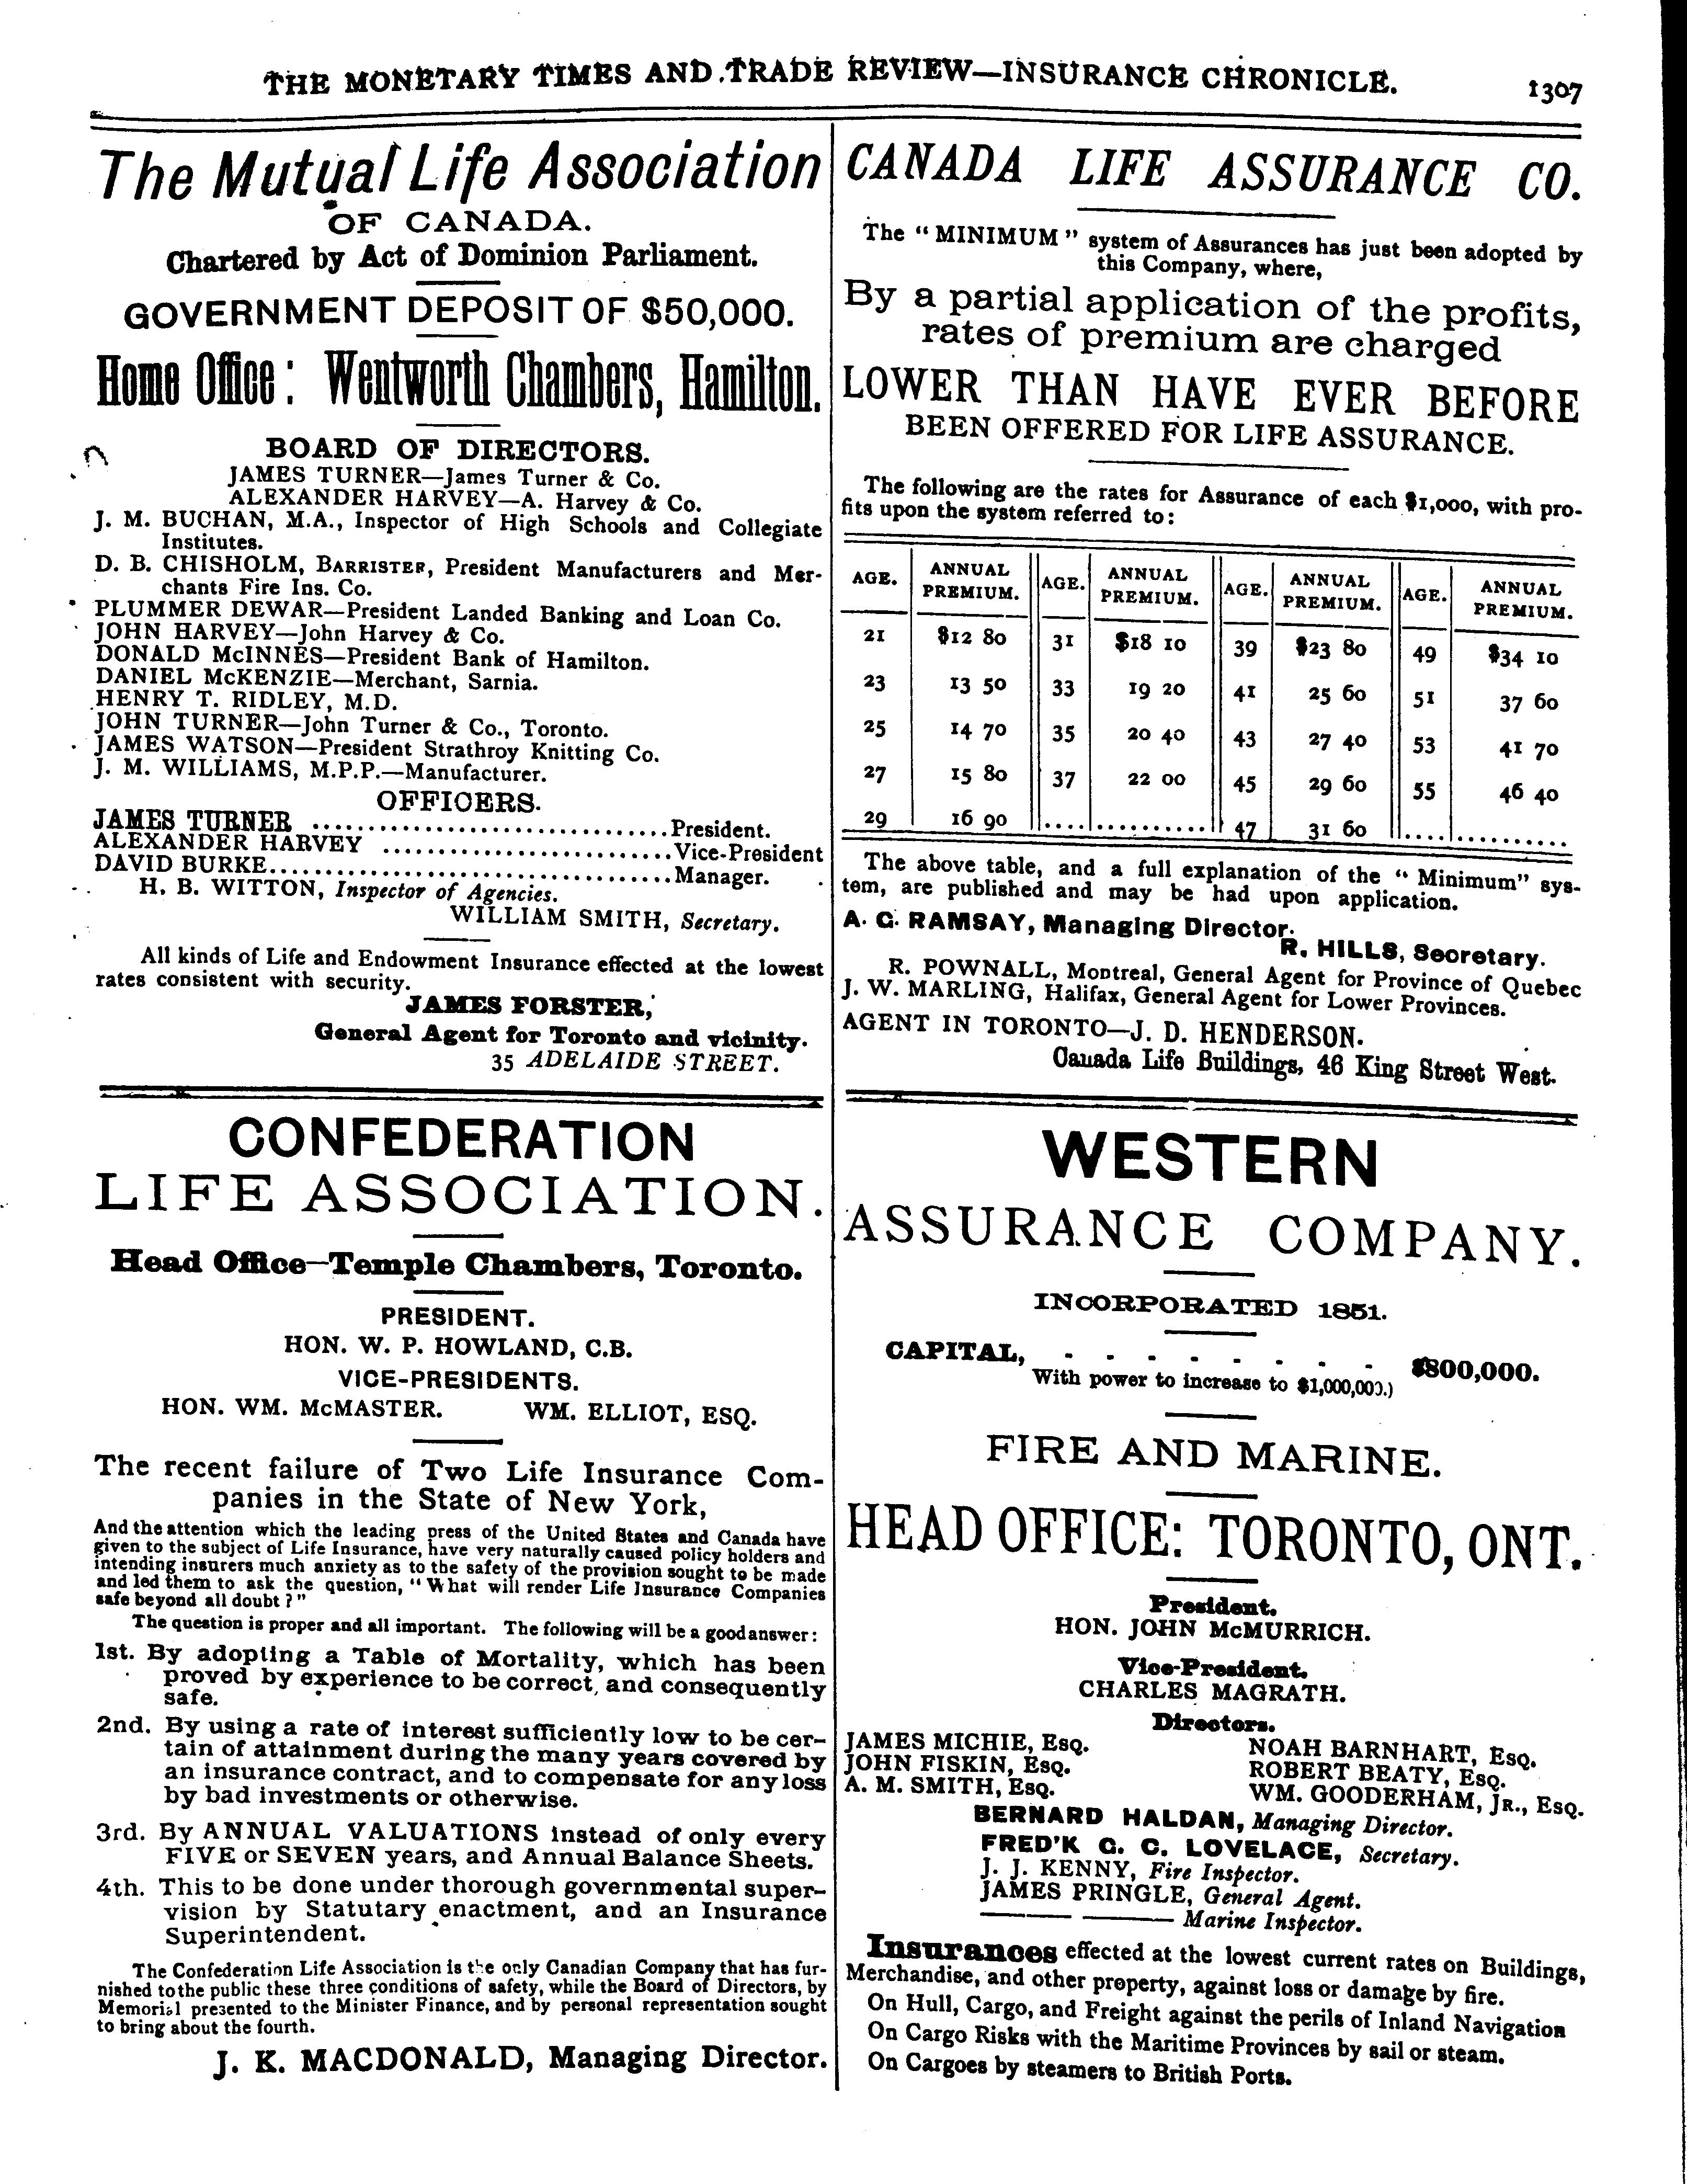 THE MONETARY TIMES AND TRADE REVIEW—INSURANCE CHRONICLE. 1307
The Mutual Life Association
OF CANADA.
Chartered by Act of Dominion Parliament.
GOVERNMENT DEPOSIT OF $50,000.
Home Office: Wentworth Chambers, Hamilton.
BOARD OF DIRECTORS.
JAMES TURNER—James Turner & Co.
ALEXANDER HARVEY—A. Harvey & Co.
J. M. BUCHAN, M.A., Inspector of High Schools and Collegiate
Institutes.
D. B. CHISHOLM, BARRISTER, President Manufacturers and Mer-
chants Fire Ins. Co.
PLUMMER DEWAR—President Landed Banking and Loan Co.
JOHN HARVEY—John Harvey & Co.
DONALD McINNES—President Bank of Hamilton.
DANIEL McKENZIE—Merchant, Sarnia.
HENRY T. RIDLEY, M.D.
JOHN TURNER—John Turner & Co., Toronto.
JAMES WATSON—President Strathroy Knitting Co.
J. M. WILLIAMS, M.P.P.—Manufacturer.
OFFICERS.
JAMES TURNER ................................President.
ALEXANDER HARVEY ..........................Vice-President
DAVID BURKE....................................Manager.
H. B. WITTON, Inspector of Agencies.
WILLIAM SMITH, Secretary.
All kinds of Life and Endowment Insurance effected at the lowest
rates consistent with security.
JAMES FORSTER,
General Agent for Toronto and vicinity.
35 ADELAIDE STREET.
CONFEDERATION
LIFE ASSOCIATION.
Head Office—Temple Chambers, Toronto.
PRESIDENT.
HON. W. P. HOWLAND, C.B.
VICE-PRESIDENTS.
HON. WM. McMASTER. WM. ELLIOT, ESQ.
The recent failure of Two Life Insurance Com-
panies in the State of New York,
And the attention which the leading press of the United States and Canada have
given to the subject of Life Insurance, have very naturally caused policy holders and
intending insurers much anxiety as to the safety of the provision sought to be made
and led them to ask the question, "What will render Life Insurance Companies
safe beyond all doubt?"
The question is proper and all important. The following will be a good answer:
1st. By adopting a Table of Mortality, which has been
proved by experience to be correct, and consequently
safe.
2nd. By using a rate of interest sufficiently low to be cer-
tain of attainment during the many years covered by
an insurance contract, and to compensate for any loss
by bad investments or otherwise.
3rd. By ANNUAL VALUATIONS instead of only every
FIVE or SEVEN years, and Annual Balance Sheets.
4th. This to be done under thorough governmental super-
vision by Statutary enactment, and an Insurance
Superintendent.
The Confederation Life Association is the only Canadian Company that has fur-
nished to the public these three conditions of safety, while the Board of Directors, by
Memorial presented to the Minister Finance, and by personal representation sought
to bring about the fourth.
J. K. MACDONALD, Managing Director.
CANADA LIFE ASSURANCE CO.
The "MINIMUM" system of Assurances has just been adopted by
this Company, where,
By a partial application of the profits,
rates of premium are charged
LOWER THAN HAVE EVER BEFORE
BEEN OFFERED FOR LIFE ASSURANCE.
The following are the rates for Assurance of each $1,000, with pro-
fits upon the system referred to:
AGE. ANNUAL PREMIUM. AGE. ANNUAL PREMIUM. AGE. ANNUAL PREMIUM. AGE. ANNUAL PREMIUM.
21 $12 80 31 $18 10 39 $23 80 49 $34 10
23 13 50 33 19 20 41 25 60 51 37 60
25 14 70 35 20 40 43 27 40 53 41 70
27 15 80 37 22 00 45 29 60 55 46 40
29 16 90 .... .......... 47 31 60 .... ..........
The above table, and a full explanation of the "Minimum" sys-
tem, are published and may be had upon application.
A. G. RAMSAY, Managing Director.
R. HILLS, Secretary.
R. POWNALL, Montreal, General Agent for Province of Quebec
J. W. MARLING, Halifax, General Agent for Lower Provinces.
AGENT IN TORONTO—J. D. HENDERSON.
Canada Life Buildings, 46 King Street West.
WESTERN
ASSURANCE COMPANY.
INCORPORATED 1851.
CAPITAL, - - - - - - - - $800,000.
With power to increase to $1,000,000.)
FIRE AND MARINE.
HEAD OFFICE: TORONTO, ONT.
President.
HON. JOHN McMURRICH.
Vice-President.
CHARLES MAGRATH.
Directors.
JAMES MICHIE, ESQ. NOAH BARNHART, ESQ.
JOHN FISKIN, ESQ. ROBERT BEATY, ESQ.
A. M. SMITH, ESQ. WM. GOODERHAM, JR., ESQ.
BERNARD HALDAN, Managing Director.
FRED'K G. C. LOVELACE, Secretary.
J. J. KENNY, Fire Inspector.
JAMES PRINGLE, General Agent.
——— ——— Marine Inspector.
Insurances effected at the lowest current rates on Buildings,
Merchandise, and other property, against loss or damage by fire.
On Hull, Cargo, and Freight against the perils of Inland Navigation
On Cargo Risks with the Maritime Provinces by sail or steam.
On Cargoes by steamers to British Ports.